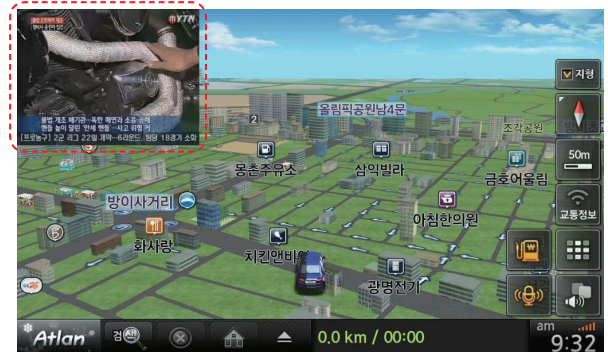 mYTN
불법 개조 배기관…독한 매연과 소음 공해
핸들 높이 달린 '만세 핸들'…사고 위험 커
[프로농구] 2군 리그 22일 개막…6라운드, 팀당 18경기 소화
지형
2
올림픽공원남4문
조각공원
50m
몽촌주유소
삼익빌라
금호어울림
교통정보
방이사거리
아침한의원
화사랑
치킨앤비어
광명전기
Atlan
검색
AR
0.0 km / 00:00
am
9:32